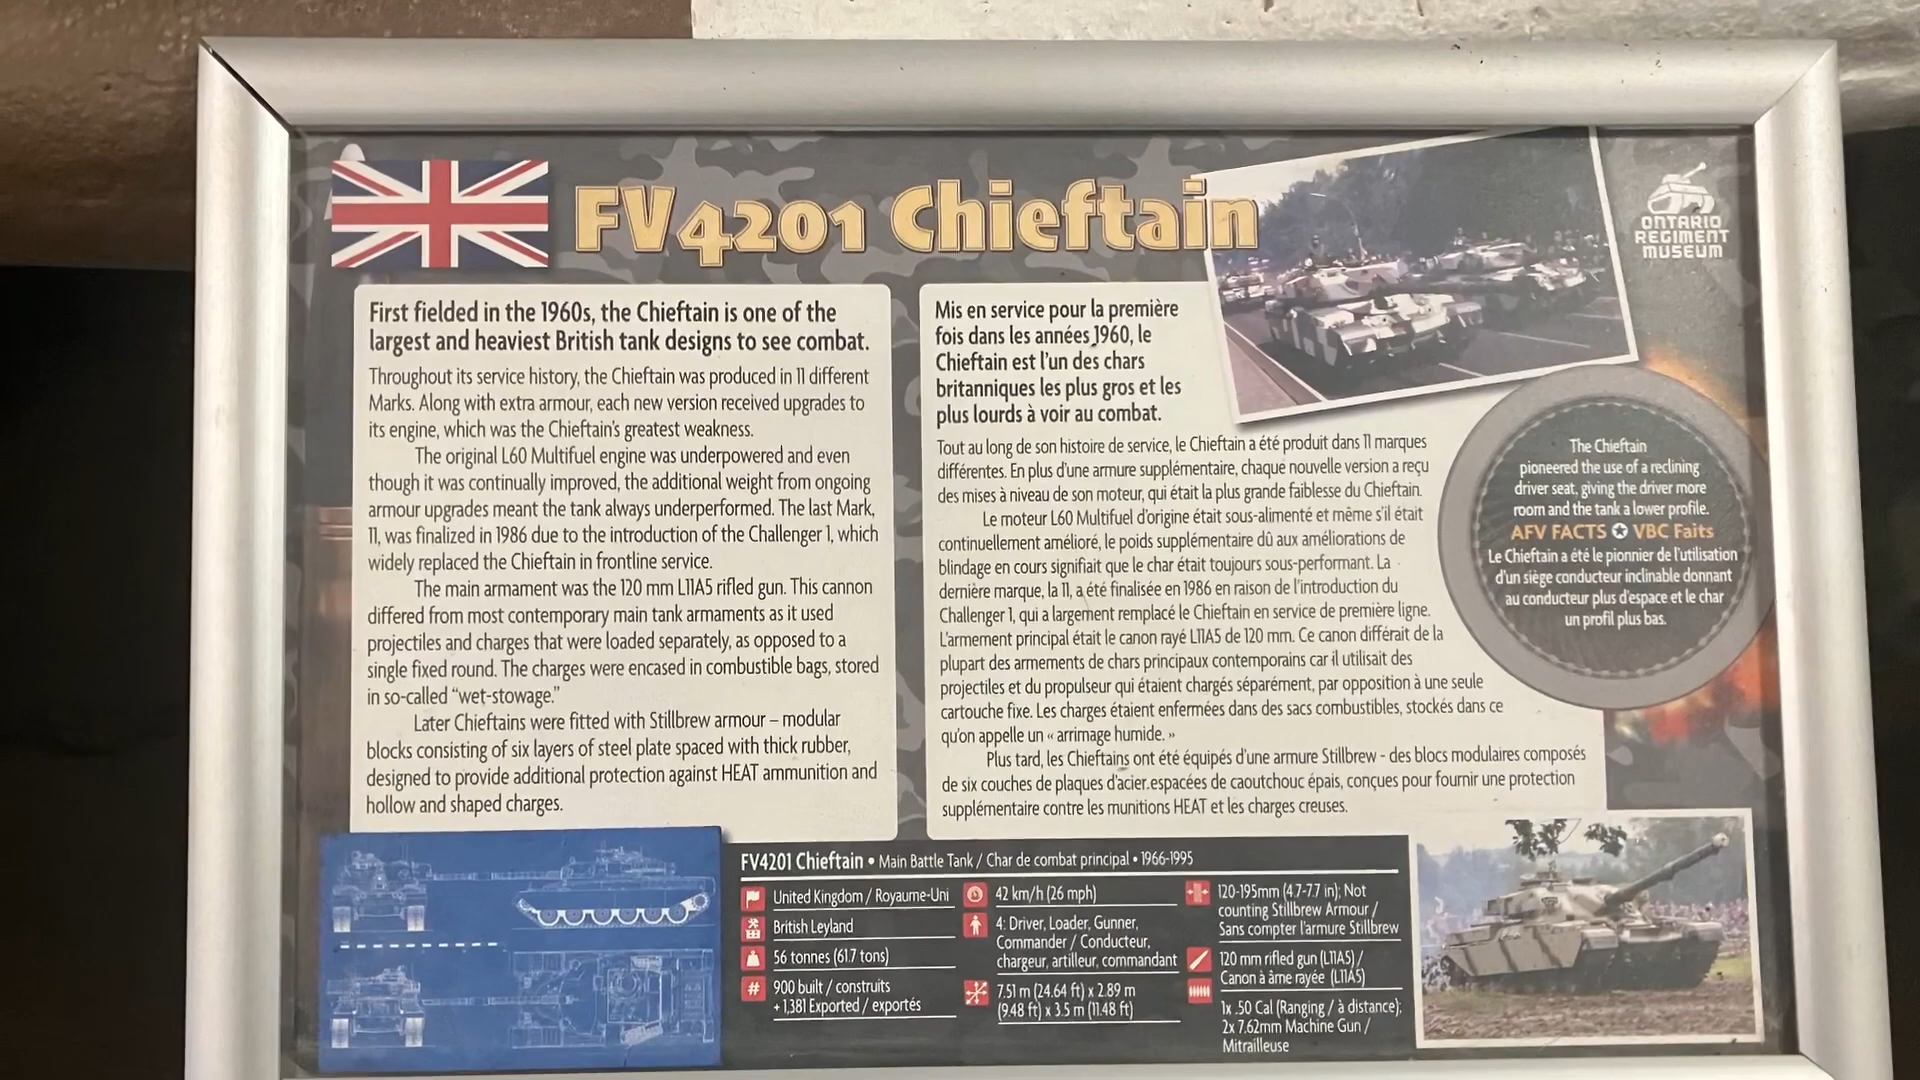 FV4201 Chieftain
ONTARIO
REGIMENT
MUSEUM
First fielded in the 1960s, the Chieftain is one of the
largest and heaviest British tank designs to see combat.
Throughout its service history, the Chieftain was produced in 11 different
Marks. Along with extra armour, each new version received upgrades to
its engine, which was the Chieftain's greatest weakness.
The original L60 Multifuel engine was underpowered and even
though it was continually improved, the additional weight from ongoing
armour upgrades meant the tank always underperformed. The last Mark,
11, was finalized in 1986 due to the introduction of the Challenger 1, which
widely replaced the Chieftain in frontline service.
The main armament was the 120 mm L11A5 rifled gun. This cannon
differed from most contemporary main tank armaments as it used
projectiles and charges that were loaded separately, as opposed to a
single fixed round. The charges were encased in combustible bags, stored
in so-called “wet-stowage.”
Later Chieftains were fitted with Stillbrew armour – modular
blocks consisting of six layers of steel plate spaced with thick rubber,
designed to provide additional protection against HEAT ammunition and
hollow and shaped charges.
Mis en service pour la première
fois dans les années 1960, le
Chieftain est l'un des chars
britanniques les plus gros et les
plus lourds à voir au combat.
Tout au long de son histoire de service, le Chieftain a été produit dans 11 marques
différentes. En plus d'une armure supplémentaire, chaque nouvelle version a reçu
des mises à niveau de son moteur, qui était la plus grande faiblesse du Chieftain.
Le moteur L60 Multifuel d'origine était sous-alimenté et même s'il était
continuellement amélioré, le poids supplémentaire dû aux améliorations de
blindage en cours signifiait que le char était toujours sous-performant. La
dernière marque, la 11, a été finalisée en 1986 en raison de l'introduction du
Challenger 1, qui a largement remplacé le Chieftain en service de première ligne.
L'armement principal était le canon rayé L11A5 de 120 mm. Ce canon différait de la
plupart des armements de chars principaux contemporains car il utilisait des
projectiles et du propulseur qui étaient chargés séparément, par opposition à une seule
cartouche fixe. Les charges étaient enfermées dans des sacs combustibles, stockés dans ce
qu'on appelle un « arrimage humide. »
Plus tard, les Chieftains ont été équipés d'une armure Stillbrew - des blocs modulaires composés
de six couches de plaques d'acier espacées de caoutchouc épais, conçues pour fournir une protection
supplémentaire contre les munitions HEAT et les charges creuses.
The Chieftain
pioneered the use of a reclining
driver seat, giving the driver more
room and the tank a lower profile.
AFV FACTS ✪ VBC Faits
Le Chieftain a été le pionnier de l'utilisation
d'un siège conducteur inclinable donnant
au conducteur plus d'espace et le char
un profil plus bas.
FV4201 Chieftain • Main Battle Tank / Char de combat principal • 1966-1995
United Kingdom / Royaume-Uni
British Leyland
56 tonnes (61.7 tons)
# 900 built / construits
+ 1,381 Exported / exportés
42 km/h (26 mph)
4: Driver, Loader, Gunner,
Commander / Conducteur,
chargeur, artilleur, commandant
7.51 m (24.64 ft) x 2.89 m
(9.48 ft) x 3.5 m (11.48 ft)
120-195mm (4.7-7.7 in); Not
counting Stillbrew Armour /
Sans compter l'armure Stillbrew
120 mm rifled gun (L11A5) /
Canon à âme rayée (L11A5)
1x .50 Cal (Ranging / à distance);
2x 7.62mm Machine Gun /
Mitrailleuse